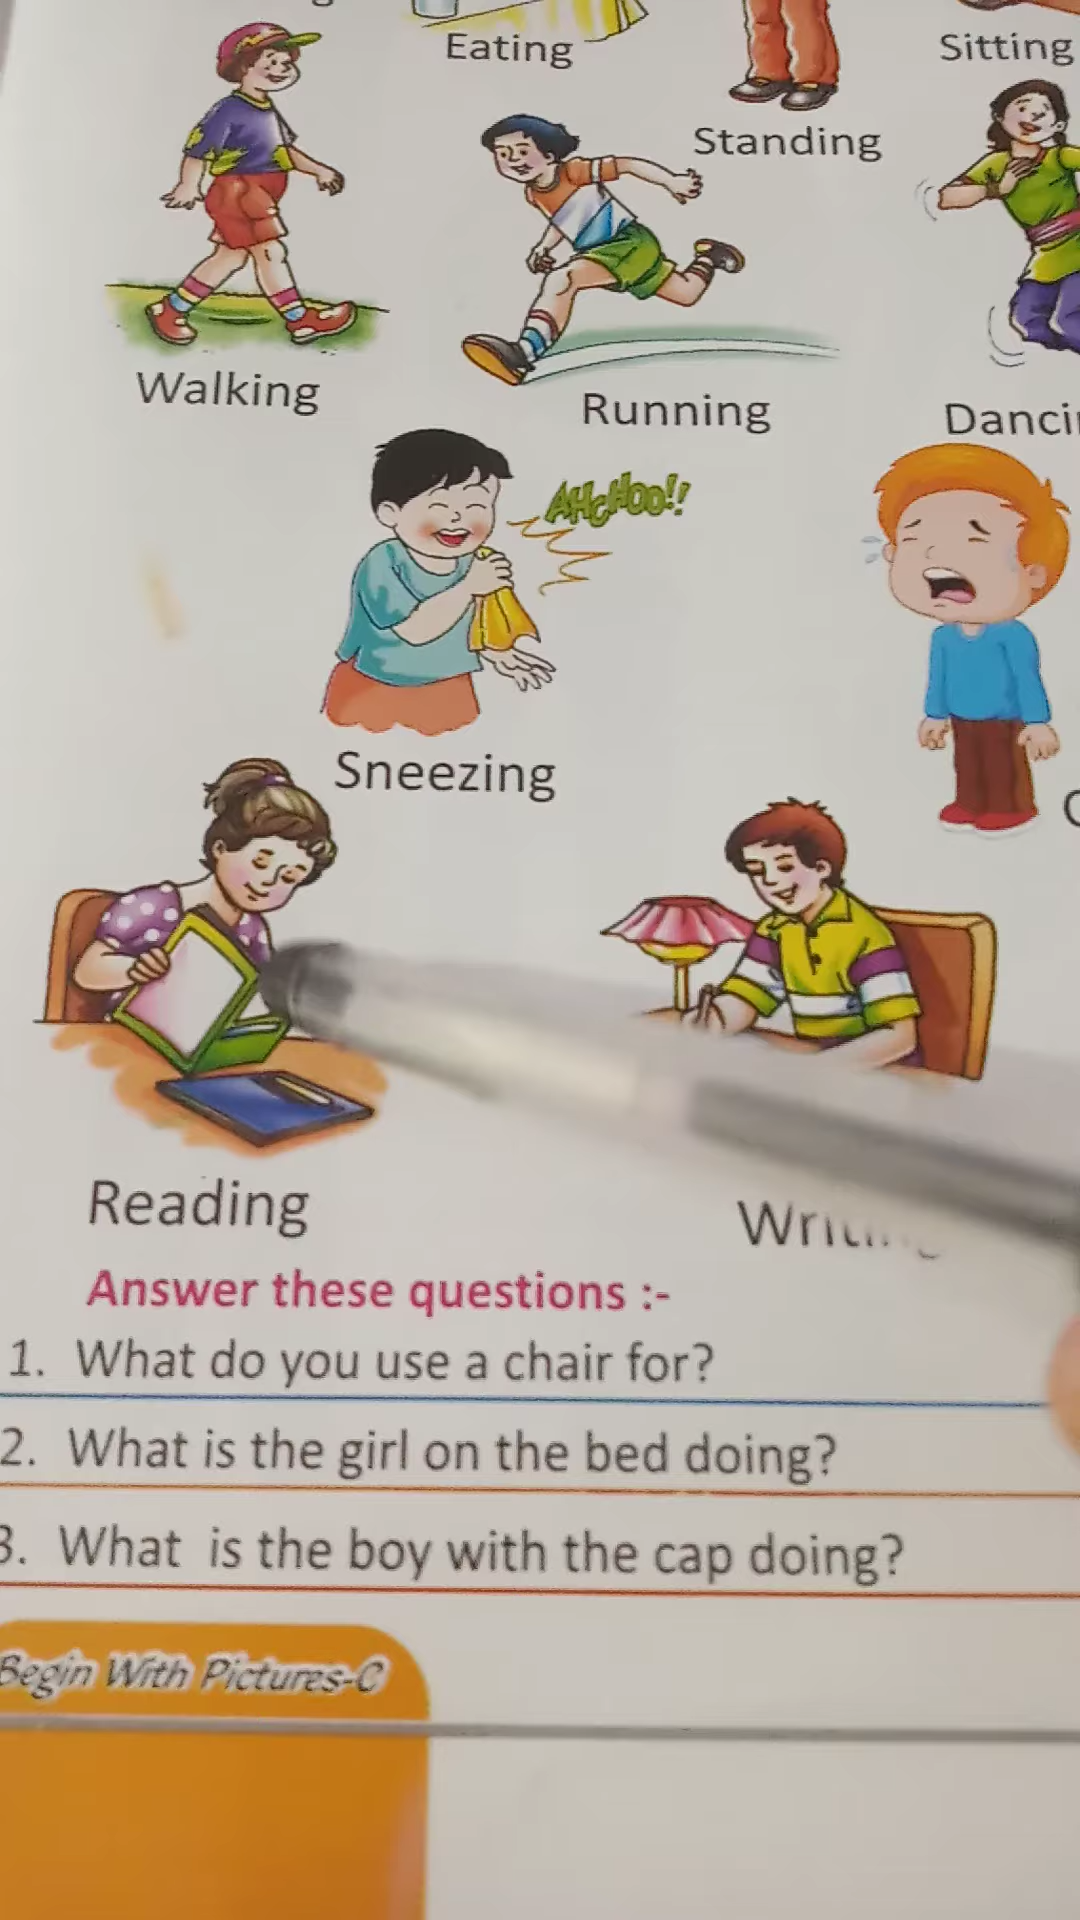 Eating
Sitting
Standing
Walking
Running
AHCHOO!!
Sneezing
Reading
Answer these questions :-
1. What do you use a chair for?
2. What is the girl on the bed doing?
3. What is the boy with the cap doing?
Begin With Pictures-C